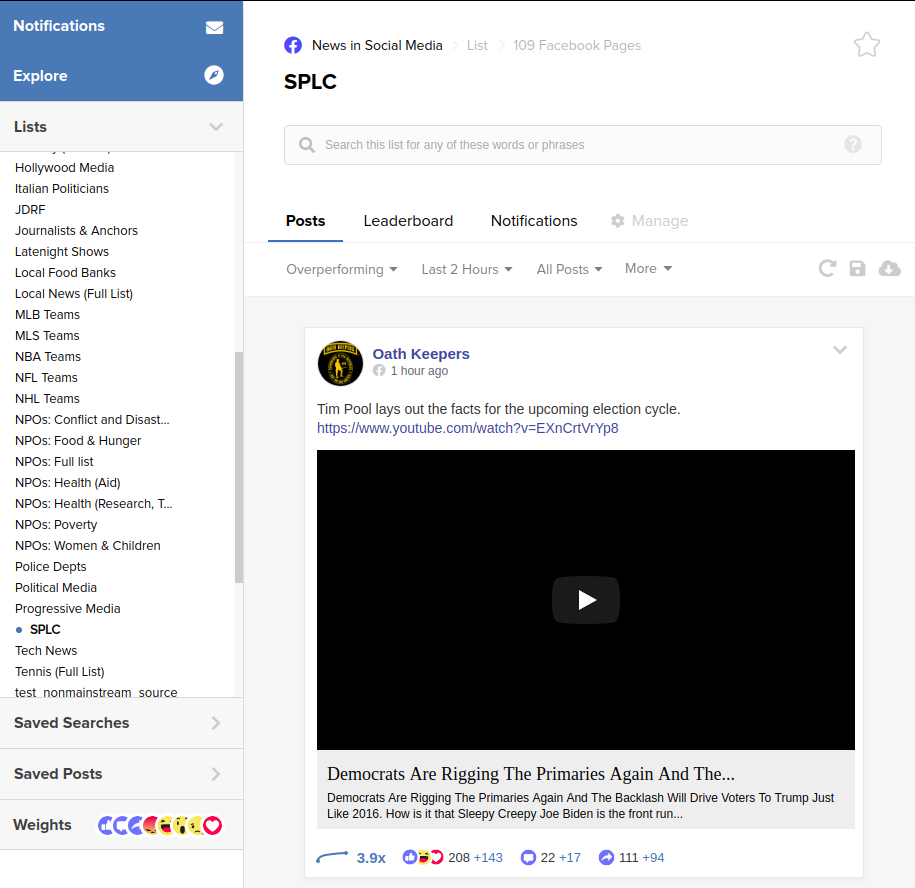 Notifications
Explore
Lists
Hollywood Media
Italian Politicians
JDRF
Journalists & Anchors
Latenight Shows
Local Food Banks
Local News (Full List)
MLB Teams
MLS Teams
NBA Teams
NFL Teams
NHL Teams
NPOs: Conflict and Disast...
NPOs: Food & Hunger
NPOs: Full list
NPOs: Health (Aid)
NPOs: Health (Research, T...
NPOs: Poverty
NPOs: Women & Children
Police Depts
Political Media
Progressive Media
SPLC
Tech News
Tennis (Full List)
test_nonmainstream_source
Saved Searches
Saved Posts
Weights
News in Social Media List 109 Facebook Pages
SPLC
Search this list for any of these words or phrases ?
Posts Leaderboard Notifications Manage
Overperforming Last 2 Hours All Posts More
Oath Keepers
1 hour ago
Tim Pool lays out the facts for the upcoming election cycle.
https://www.youtube.com/watch?v=EXnCrtVrYp8
Democrats Are Rigging The Primaries Again And The...
Democrats Are Rigging The Primaries Again And The Backlash Will Drive Voters To Trump Just
Like 2016. How is it that Sleepy Creepy Joe Biden is the front run...
3.9x 208 +143 22 +17 111 +94